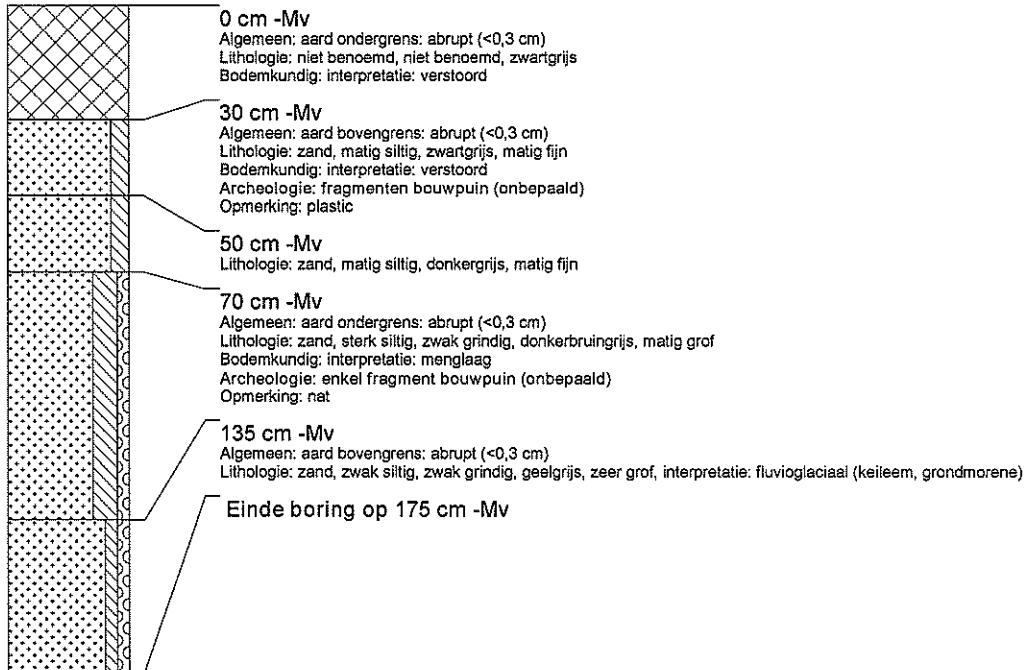 0 cm -Mv
Algemeen: aard ondergrens: abrupt (<0,3 cm)
Lithologie: niet benoemd, niet benoemd, zwartgrijs
Bodemkundig: interpretatie: verstoord
30 cm -Mv
Algemeen: aard bovengrens: abrupt (<0,3 cm)
Lithologie: zand, matig siltig, zwartgrijs, matig fijn
Bodemkundig: interpretatie: verstoord
Archeologie: fragmenten bouwpuin (onbepaald)
Opmerking: plastic
50 cm -Mv
Lithologie: zand, matig siltig, donkergrijs, matig fijn
70 cm -Mv
Algemeen: aard ondergrens: abrupt (<0,3 cm)
Lithologie: zand, sterk siltig, zwak grindig, donkerbruingrijs, matig grof
Bodemkundig: interpretatie: menglaag
Archeologie: enkel fragment bouwpuin (onbepaald)
Opmerking: nat
135 cm -Mv
Algemeen: aard bovengrens: abrupt (<0,3 cm)
Lithologie: zand, zwak siltig, zwak grindig, geelgrijs, zeer grof, interpretatie: fluvioglaciaal (keileem, grondmorene)
Einde boring op 175 cm -Mv